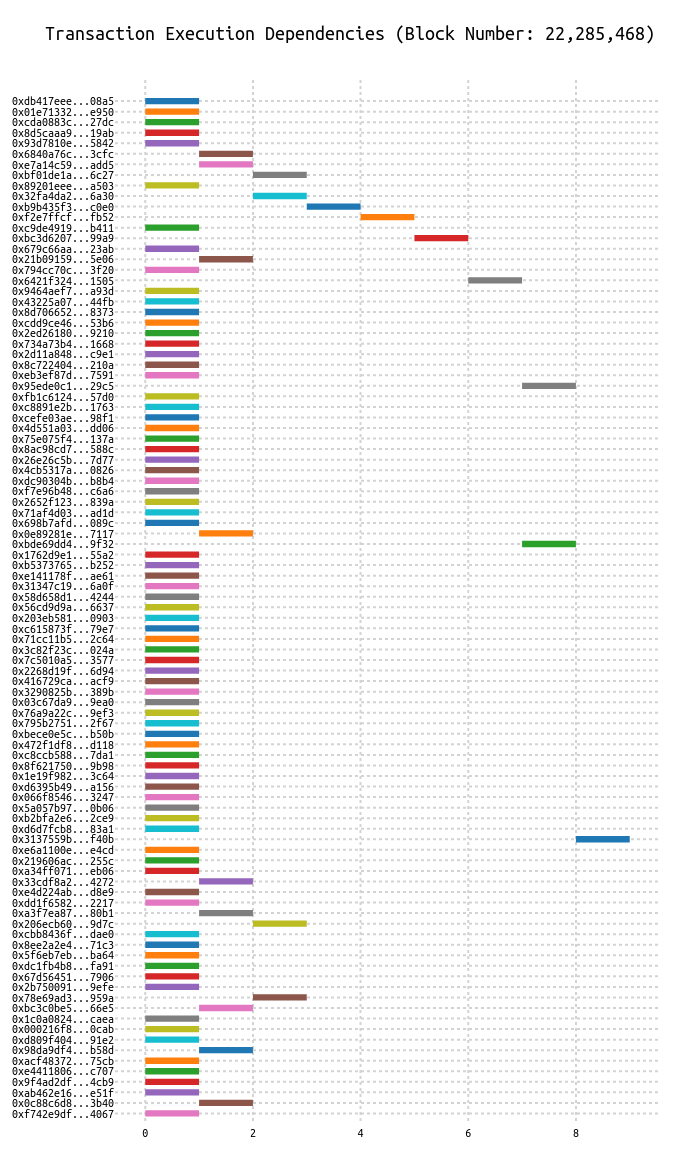 Transaction Execution Dependencies (Block Number: 22,285,468)
0xdb417eee...08a5
0x01e71332...e950
0xcda0883c...27dc
0x8d5caaa9...19ab
0x93d7810e...5842
0x6840a76c...3cfc
0xe7a14c59...add5
0xbf01de1a...6c27
0x89201eee...a503
0x32fa4da2...6a30
0xb9b435f3...c0e0
0xf2e7ffcf...fb52
0xc9de4919...b411
0xbc3d6207...99a9
0x679c66aa...23ab
0x21b09159...5e06
0x794cc70c...3f20
0x6421f324...1505
0x9464aef7...a93d
0x43225a07...44fb
0x8d706652...8373
0xcdd9ce46...53b6
0x2ed26180...9210
0x734a73b4...1668
0x2d11a848...c9e1
0x8c722404...210a
0xeb3ef87d...7591
0x95ede0c1...29c5
0xfb1c6124...57d0
0xc8891e2b...1763
0xcefe03ae...98f1
0x4d551a03...dd06
0x75e075f4...137a
0x8ac98cd7...588c
0x26e26c5b...7d77
0x4cb5317a...0826
0xdc90304b...b8b4
0xf7e96b48...c6a6
0x2652f123...839a
0x71af4d03...ad1d
0x698b7afd...089c
0x0e89281e...7117
0xbde69dd4...9f32
0x1762d9e1...55a2
0xb5373765...b252
0xe141178f...ae61
0x31347c19...6a0f
0x58d658d1...4244
0x56cd9d9a...6637
0x203eb581...0903
0xc615873f...79e7
0x71cc11b5...2c64
0x3c82f23c...024a
0x7c5010a5...3577
0x2268d19f...6d94
0x416729ca...acf9
0x3290825b...389b
0x03c67da9...9ea0
0x76a9a22c...9ef3
0x795b2751...2f67
0xbece0e5c...b50b
0x472f1df8...d118
0xc8ccb588...7da1
0x8f621750...9b98
0x1e19f982...3c64
0xd6395b49...a156
0x066f8546...3247
0x5a057b97...0b06
0xb2bfa2e6...2ce9
0xd6d7fcb8...83a1
0x3137559b...f40b
0xe6a1100e...e4cd
0x219606ac...255c
0xa34ff071...eb06
0x33cdf8a2...4272
0xe4d224ab...d8e9
0xdd1f6582...2217
0xa3f7ea87...80b1
0x206ecb60...9d7c
0xcbb8436f...dae0
0x8ee2a2e4...71c3
0x5f6eb7eb...ba64
0xdc1fb4b8...fa91
0x67d56451...7906
0x2b750091...9efe
0x78e69ad3...959a
0xbc3c0be5...66e5
0x1c0a0824...caea
0x000216f8...0cab
0xd809f404...91e2
0x98da9df4...b58d
0xacf48372...75cb
0xe4411806...c707
0x9f4ad2df...4cb9
0xab462e16...e51f
0x0c88c6d8...3b40
0xf742e9df...4067
0 2 4 6 8